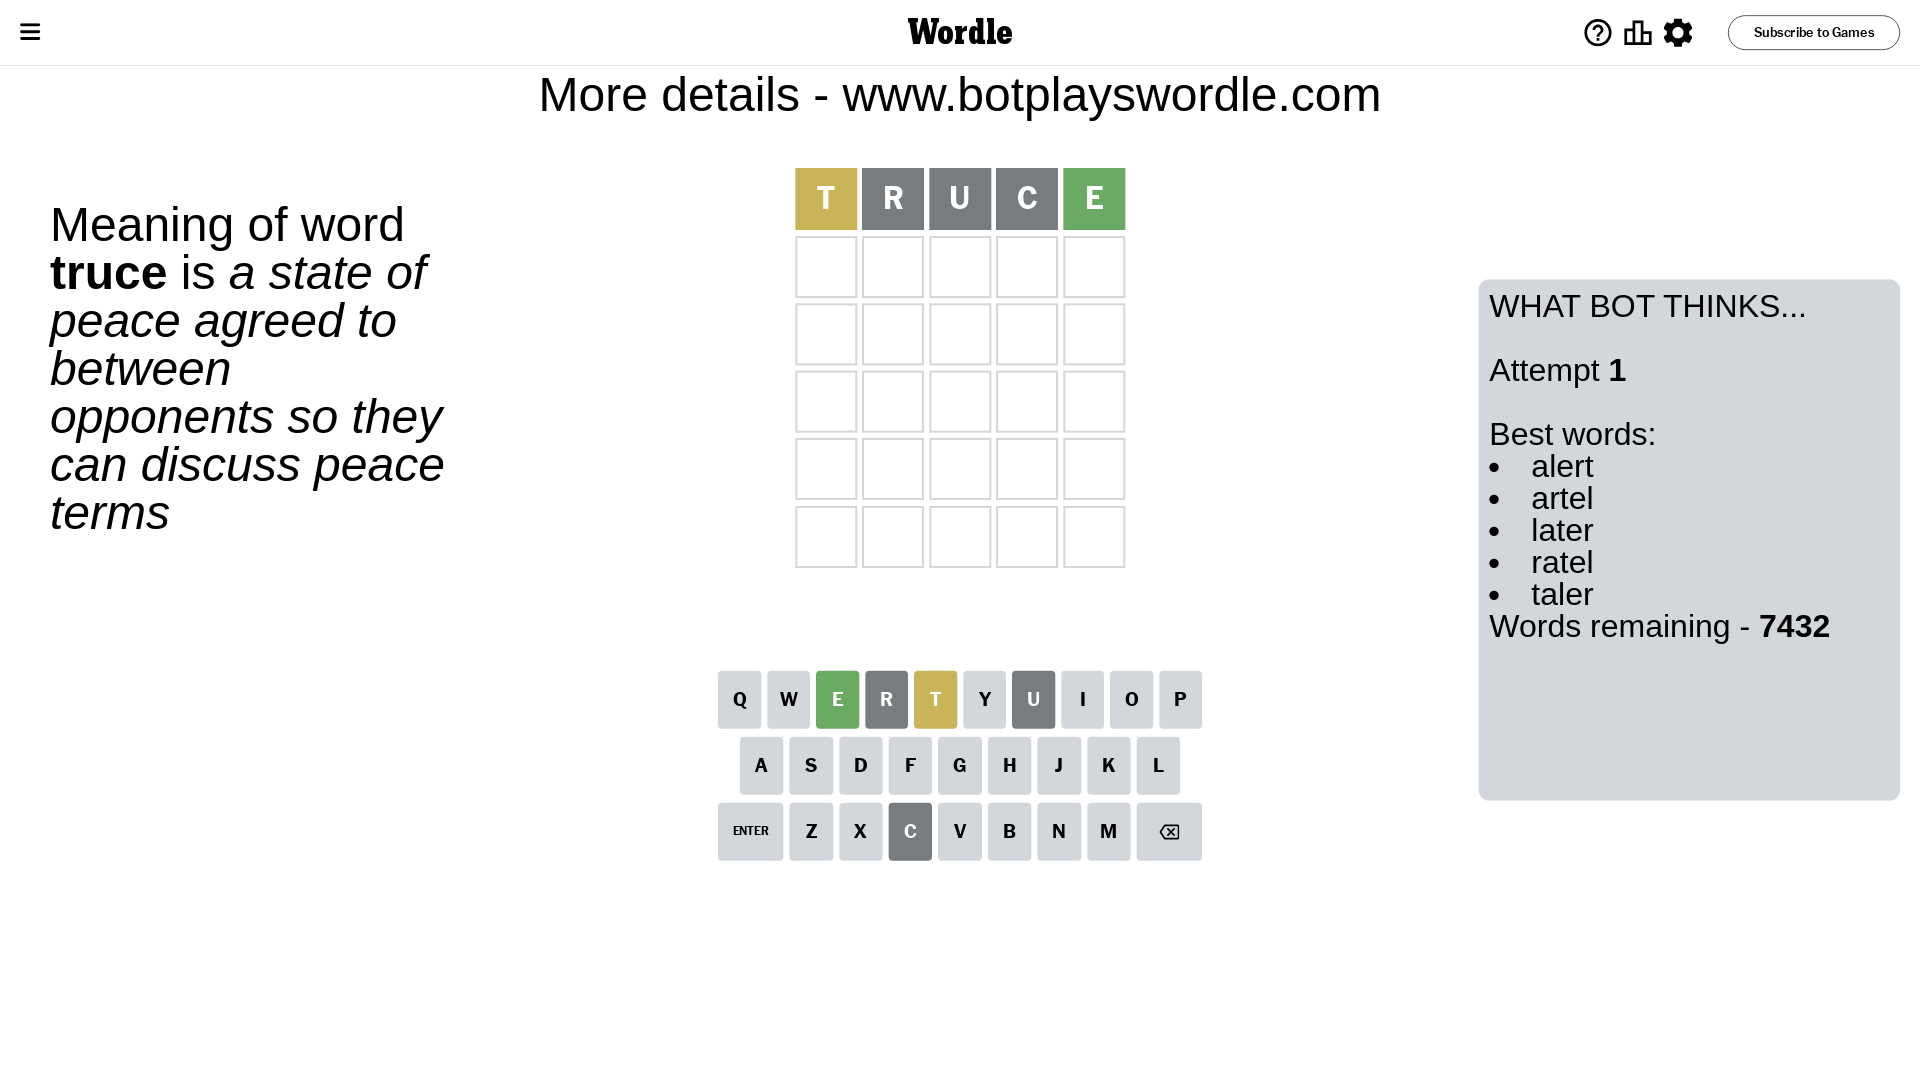 Wordle
Subscribe to Games
More details - www.botplayswordle.com
Meaning of word
truce is a state of
peace agreed to
between
opponents so they
can discuss peace
terms
T R U C E
WHAT BOT THINKS...
Attempt 1
Best words:
• alert
• artel
• later
• ratel
• taler
Words remaining - 7432
Q W E R T Y U I O P
A S D F G H J K L
ENTER Z X C V B N M